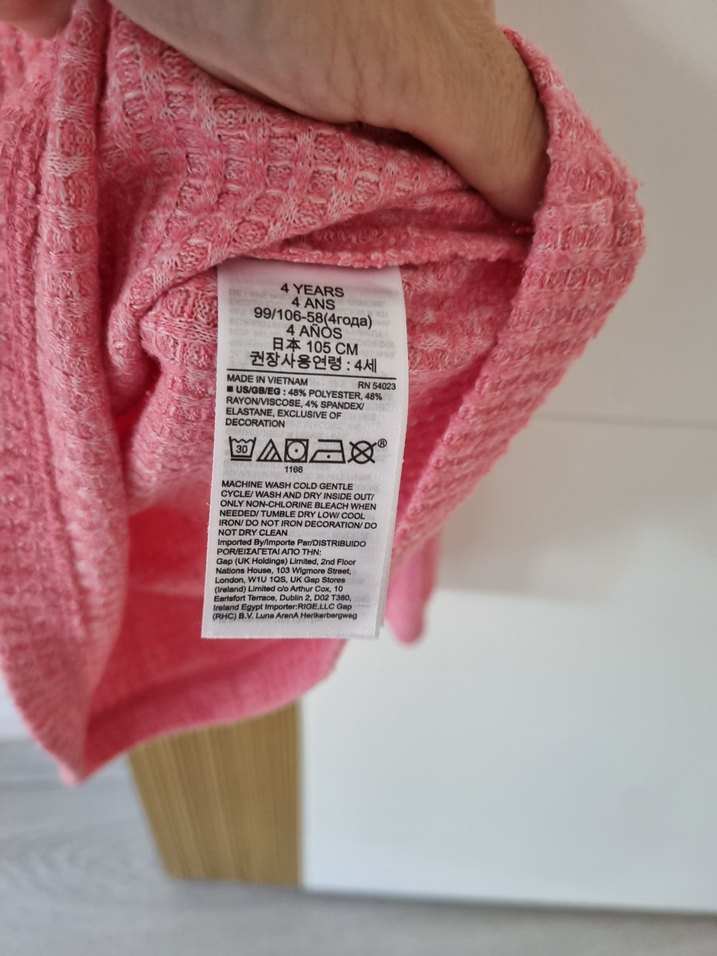 4 YEARS
4 ANS
99/106-58(4года)
4 AÑOS
日本 105 CM
권장사용연령 : 4세
MADE IN VIETNAM RN 54023
■ US/GB/EG : 48% POLYESTER, 48%
RAYON/VISCOSE, 4% SPANDEX/
ELASTANE, EXCLUSIVE OF
DECORATION
30 ®
1166
MACHINE WASH COLD GENTLE
CYCLE/ WASH AND DRY INSIDE OUT/
ONLY NON-CHLORINE BLEACH WHEN
NEEDED/ TUMBLE DRY LOW/ COOL
IRON/ DO NOT IRON DECORATION/ DO
NOT DRY CLEAN
Imported By/Importe Par/DISTRIBUIDO
POR/ΕΙΣΑΓΕΤΑΙ ΑΠΟ ΤΗΝ:
Gap (UK Holdings) Limited, 2nd Floor
Nations House, 103 Wigmore Street,
London, W1U 1QS, UK Gap Stores
(Ireland) Limited c/o Arthur Cox, 10
Earlsfort Terrace, Dublin 2, D02 T380,
Ireland Egypt Importer:RIGE,LLC Gap
(RHC) B.V. Luna ArenA Herikerbergweg